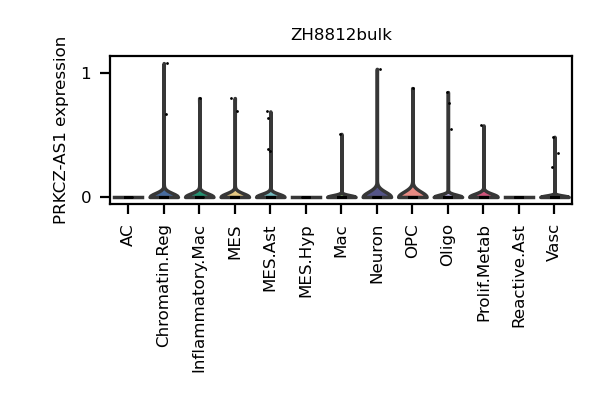 ZH8812bulk
PRKCZ-AS1 expression
1
0
AC
Chromatin.Reg
Inflammatory.Mac
MES
MES.Ast
MES.Hyp
Mac
Neuron
OPC
Oligo
Prolif.Metab
Reactive.Ast
Vasc